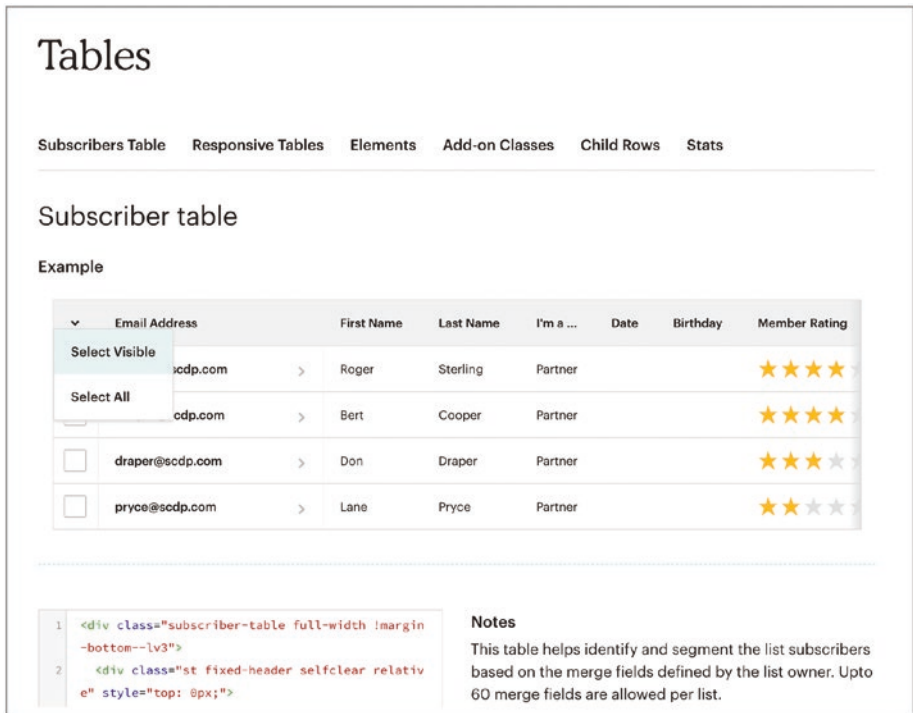 Tables
Subscribers Table Responsive Tables Elements Add-on Classes Child Rows Stats
Subscriber table
Example
Email Address First Name Last Name I'm a ... Date Birthday Member Rating
Select Visible
scdp.com Roger Sterling Partner
Select All
cdp.com Bert Cooper Partner
draper@scdp.com Don Draper Partner
pryce@scdp.com Lane Pryce Partner
1 <div class="subscriber-table full-width !margin
-bottom--lv3">
2 <div class="st fixed-header selfclear relativ
e" style="top: 0px;">
Notes
This table helps identify and segment the list subscribers
based on the merge fields defined by the list owner. Upto
60 merge fields are allowed per list.